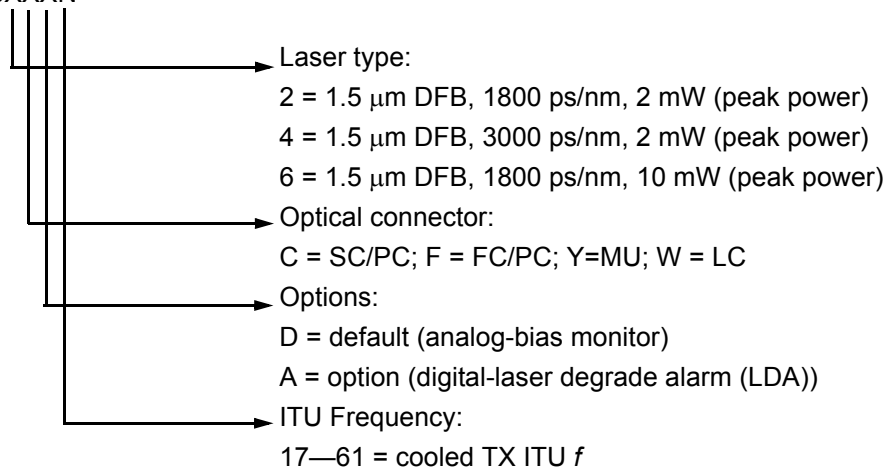 Laser type:
2 = 1.5 μm DFB, 1800 ps/nm, 2 mW (peak power)
4 = 1.5 μm DFB, 3000 ps/nm, 2 mW (peak power)
6 = 1.5 μm DFB, 1800 ps/nm, 10 mW (peak power)
Optical connector:
C = SC/PC; F = FC/PC; Y=MU; W = LC
Options:
D = default (analog-bias monitor)
A = option (digital-laser degrade alarm (LDA))
ITU Frequency:
17—61 = cooled TX ITU f